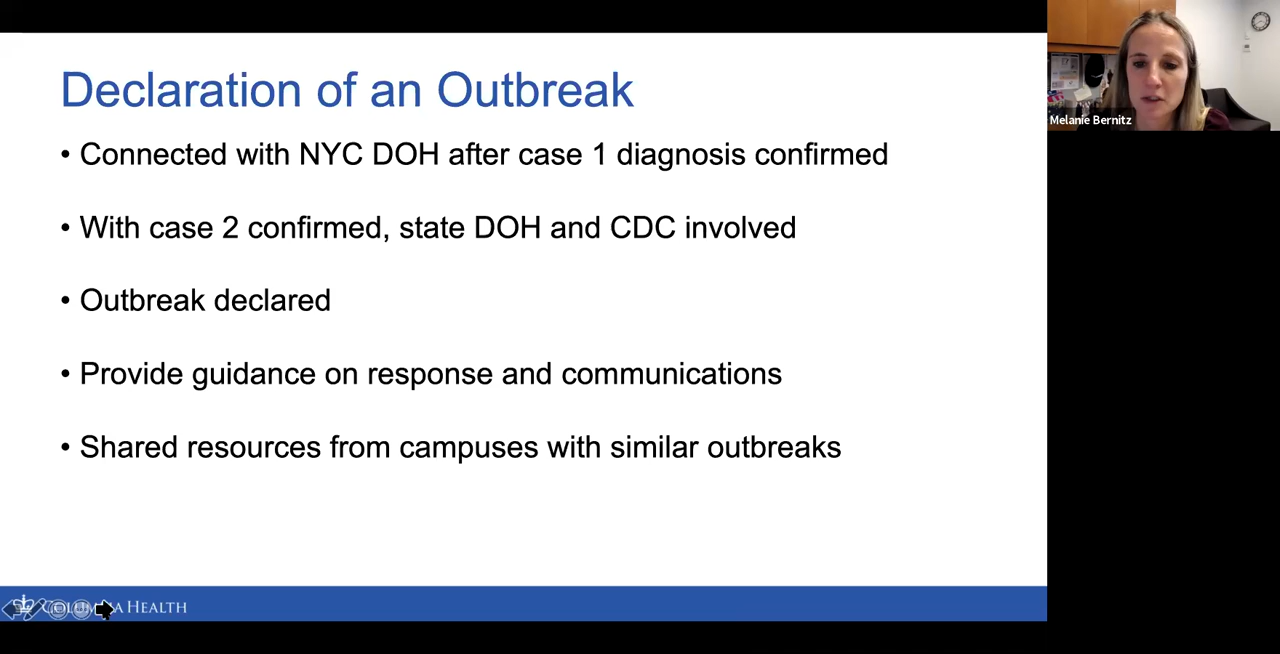 Declaration of an Outbreak
• Connected with NYC DOH after case 1 diagnosis confirmed
• With case 2 confirmed, state DOH and CDC involved
• Outbreak declared
• Provide guidance on response and communications
• Shared resources from campuses with similar outbreaks
Melanie Bernitz
HEALTH